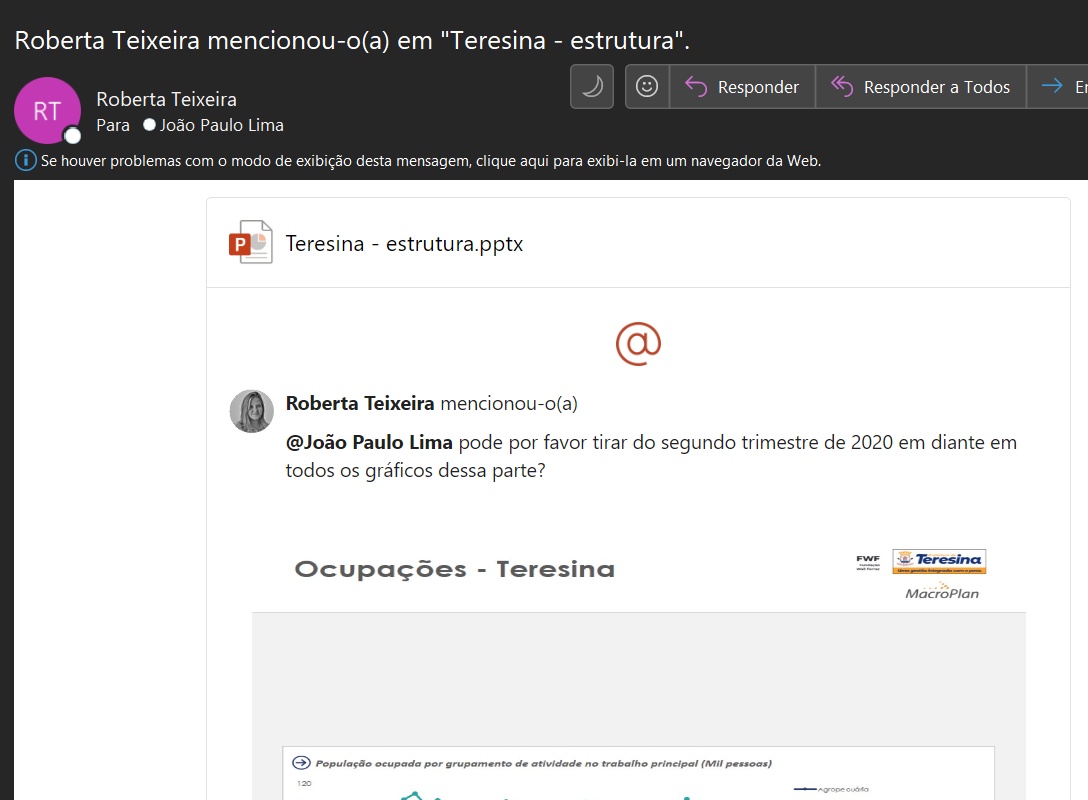 Roberta Teixeira mencionou-o(a) em "Teresina - estrutura".
RT
Roberta Teixeira
Para João Paulo Lima
Responder
Responder a Todos
Se houver problemas com o modo de exibição desta mensagem, clique aqui para exibi-la em um navegador da Web.
P
Teresina - estrutura.pptx
@
Roberta Teixeira mencionou-o(a)
@João Paulo Lima pode por favor tirar do segundo trimestre de 2020 em diante em
todos os gráficos dessa parte?
Ocupações - Teresina
FWF
Teresina
MacroPlan
População ocupada por grupamento de atividade no trabalho principal (Mil pessoas)
120